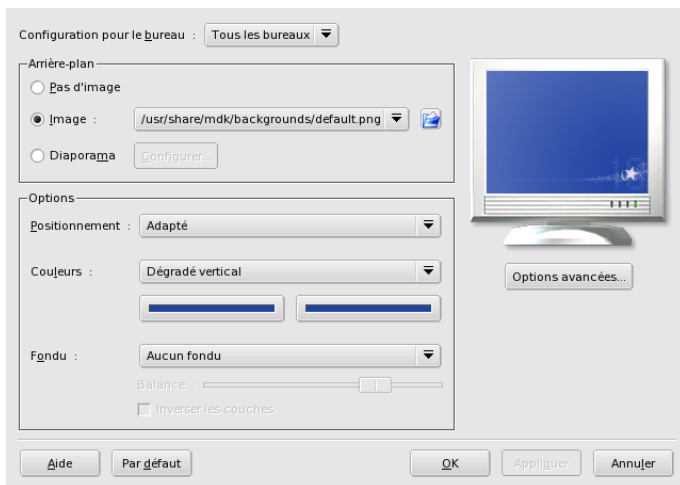 Configuration pour le bureau : Tous les bureaux
Arrière-plan
Pas d'image
Image : /usr/share/mdk/backgrounds/default.png
Diaporama Configurer...
Options
Positionnement : Adapté
Couleurs : Dégradé vertical
Options avancées...
Fondu : Aucun fondu
Balance :
Inverser les couches
Aide Par défaut OK Appliquer Annuler